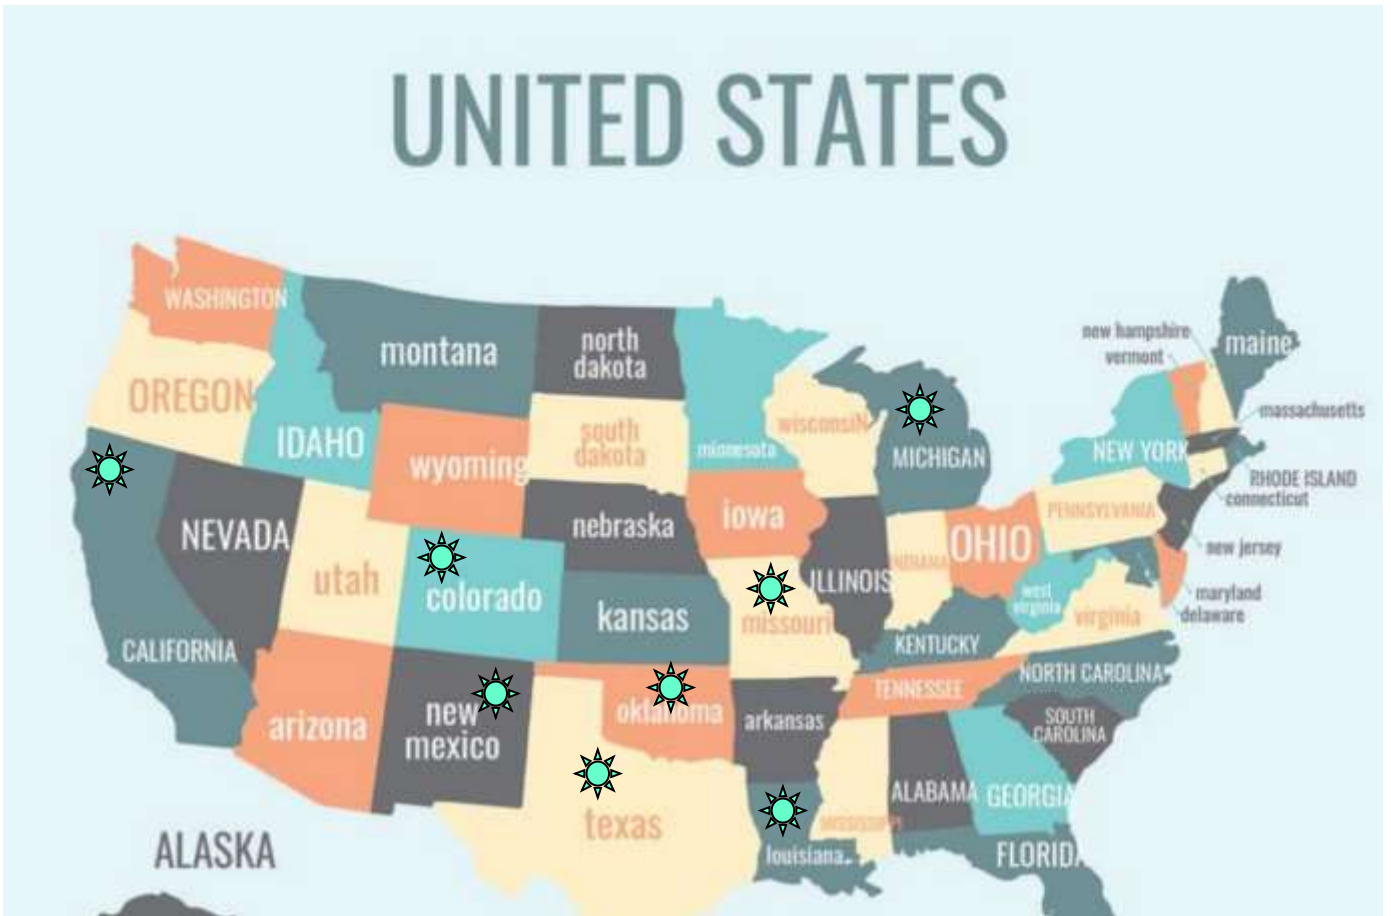 UNITED STATES
WASHINGTON
montana
north
dakota
new hampshire
maine
vermont
OREGON
IDAHO
wyoming
south
dakota
minnesota
wisconsin
MICHIGAN
NEW YORK
massachusetts
RHODE ISLAND
connecticut
NEVADA
nebraska
iowa
PENNSYLVANIA
OHIO
new jersey
utah
colorado
kansas
missouri
ILLINOIS
INDIANA
west
virginia
virginia
maryland
delaware
CALIFORNIA
KENTUCKY
NORTH CAROLINA
arizona
new
mexico
oklahoma
arkansas
TENNESSEE
SOUTH
CAROLINA
texas
louisiana
MISSISSIPPI
ALABAMA
GEORGIA
FLORIDA
ALASKA